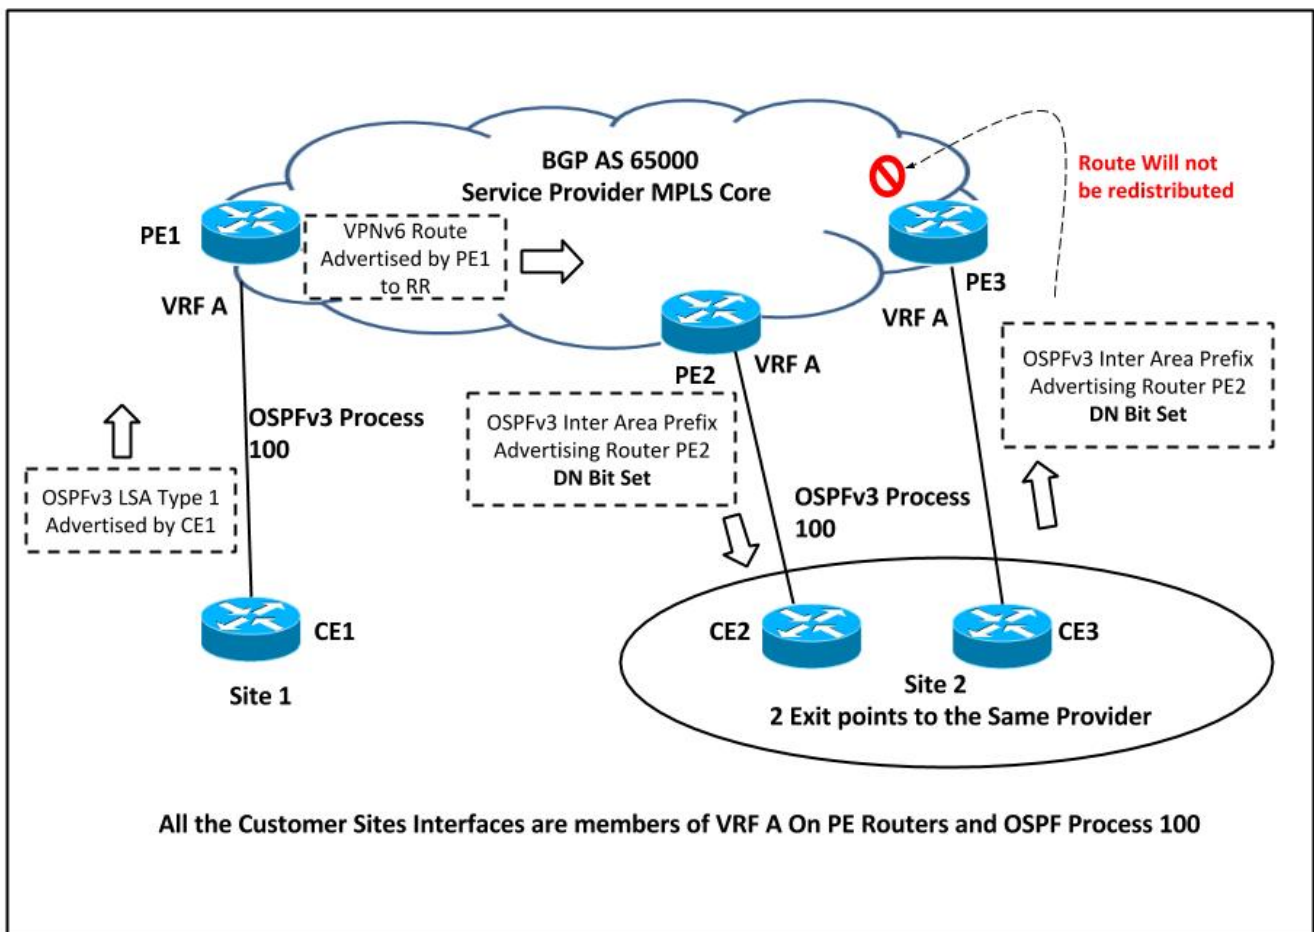 BGP AS 65000
Service Provider MPLS Core
Route Will not
be redistributed
PE1
VPNv6 Route
Advertised by PE1
to RR
VRF A
PE3
VRF A
PE2
VRF A
OSPFv3 Inter Area Prefix
Advertising Router PE2
DN Bit Set
OSPFv3 Process
100
OSPFv3 Inter Area Prefix
Advertising Router PE2
DN Bit Set
OSPFv3 LSA Type 1
Advertised by CE1
OSPFv3 Process
100
CE1
CE2
CE3
Site 1
Site 2
2 Exit points to the Same Provider
All the Customer Sites Interfaces are members of VRF A On PE Routers and OSPF Process 100